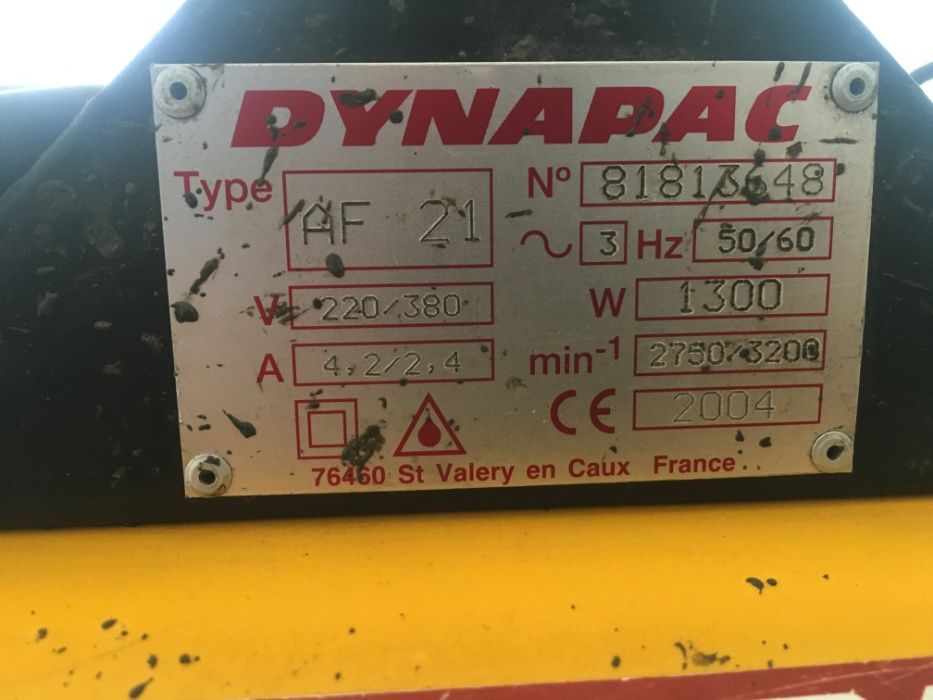 DYNAPAC
Type AF 21 Nº 81813648
~ 3 Hz 50/60
V 220/380 W 1300
A 4,2/2,4 min-1 2750/3200
CE 2004
76460 St Valery en Caux France